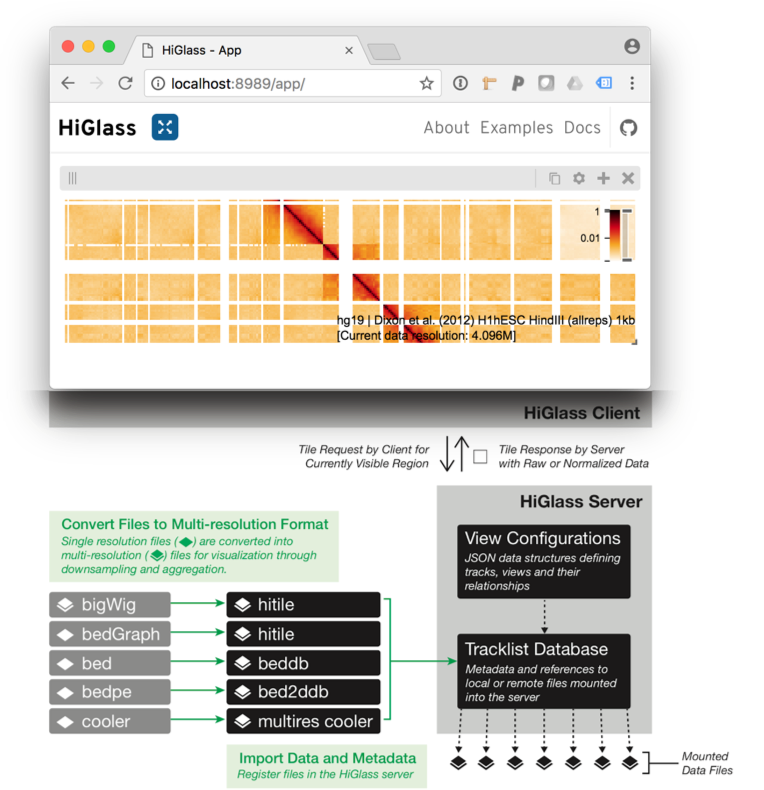 HiGlass - App
localhost:8989/app/
HiGlass
About Examples Docs
1
0.01
hg19 | Dixon et al. (2012) H1hESC HindIII (allreps) 1kb
[Current data resolution: 4.096M]
HiGlass Client
Tile Request by Client for
Currently Visible Region
Tile Response by Server
with Raw or Normalized Data
HiGlass Server
Convert Files to Multi-resolution Format
Single resolution files ( ) are converted into
multi-resolution ( ) files for visualization through
downsampling and aggregation.
View Configurations
JSON data structures defining
tracks, views and their
relationships
bigWig
hitile
bedGraph
hitile
bed
beddb
bedpe
bed2ddb
cooler
multires cooler
Tracklist Database
Metadata and references to
local or remote files mounted
into the server
Import Data and Metadata
Register files in the HiGlass server
Mounted
Data Files